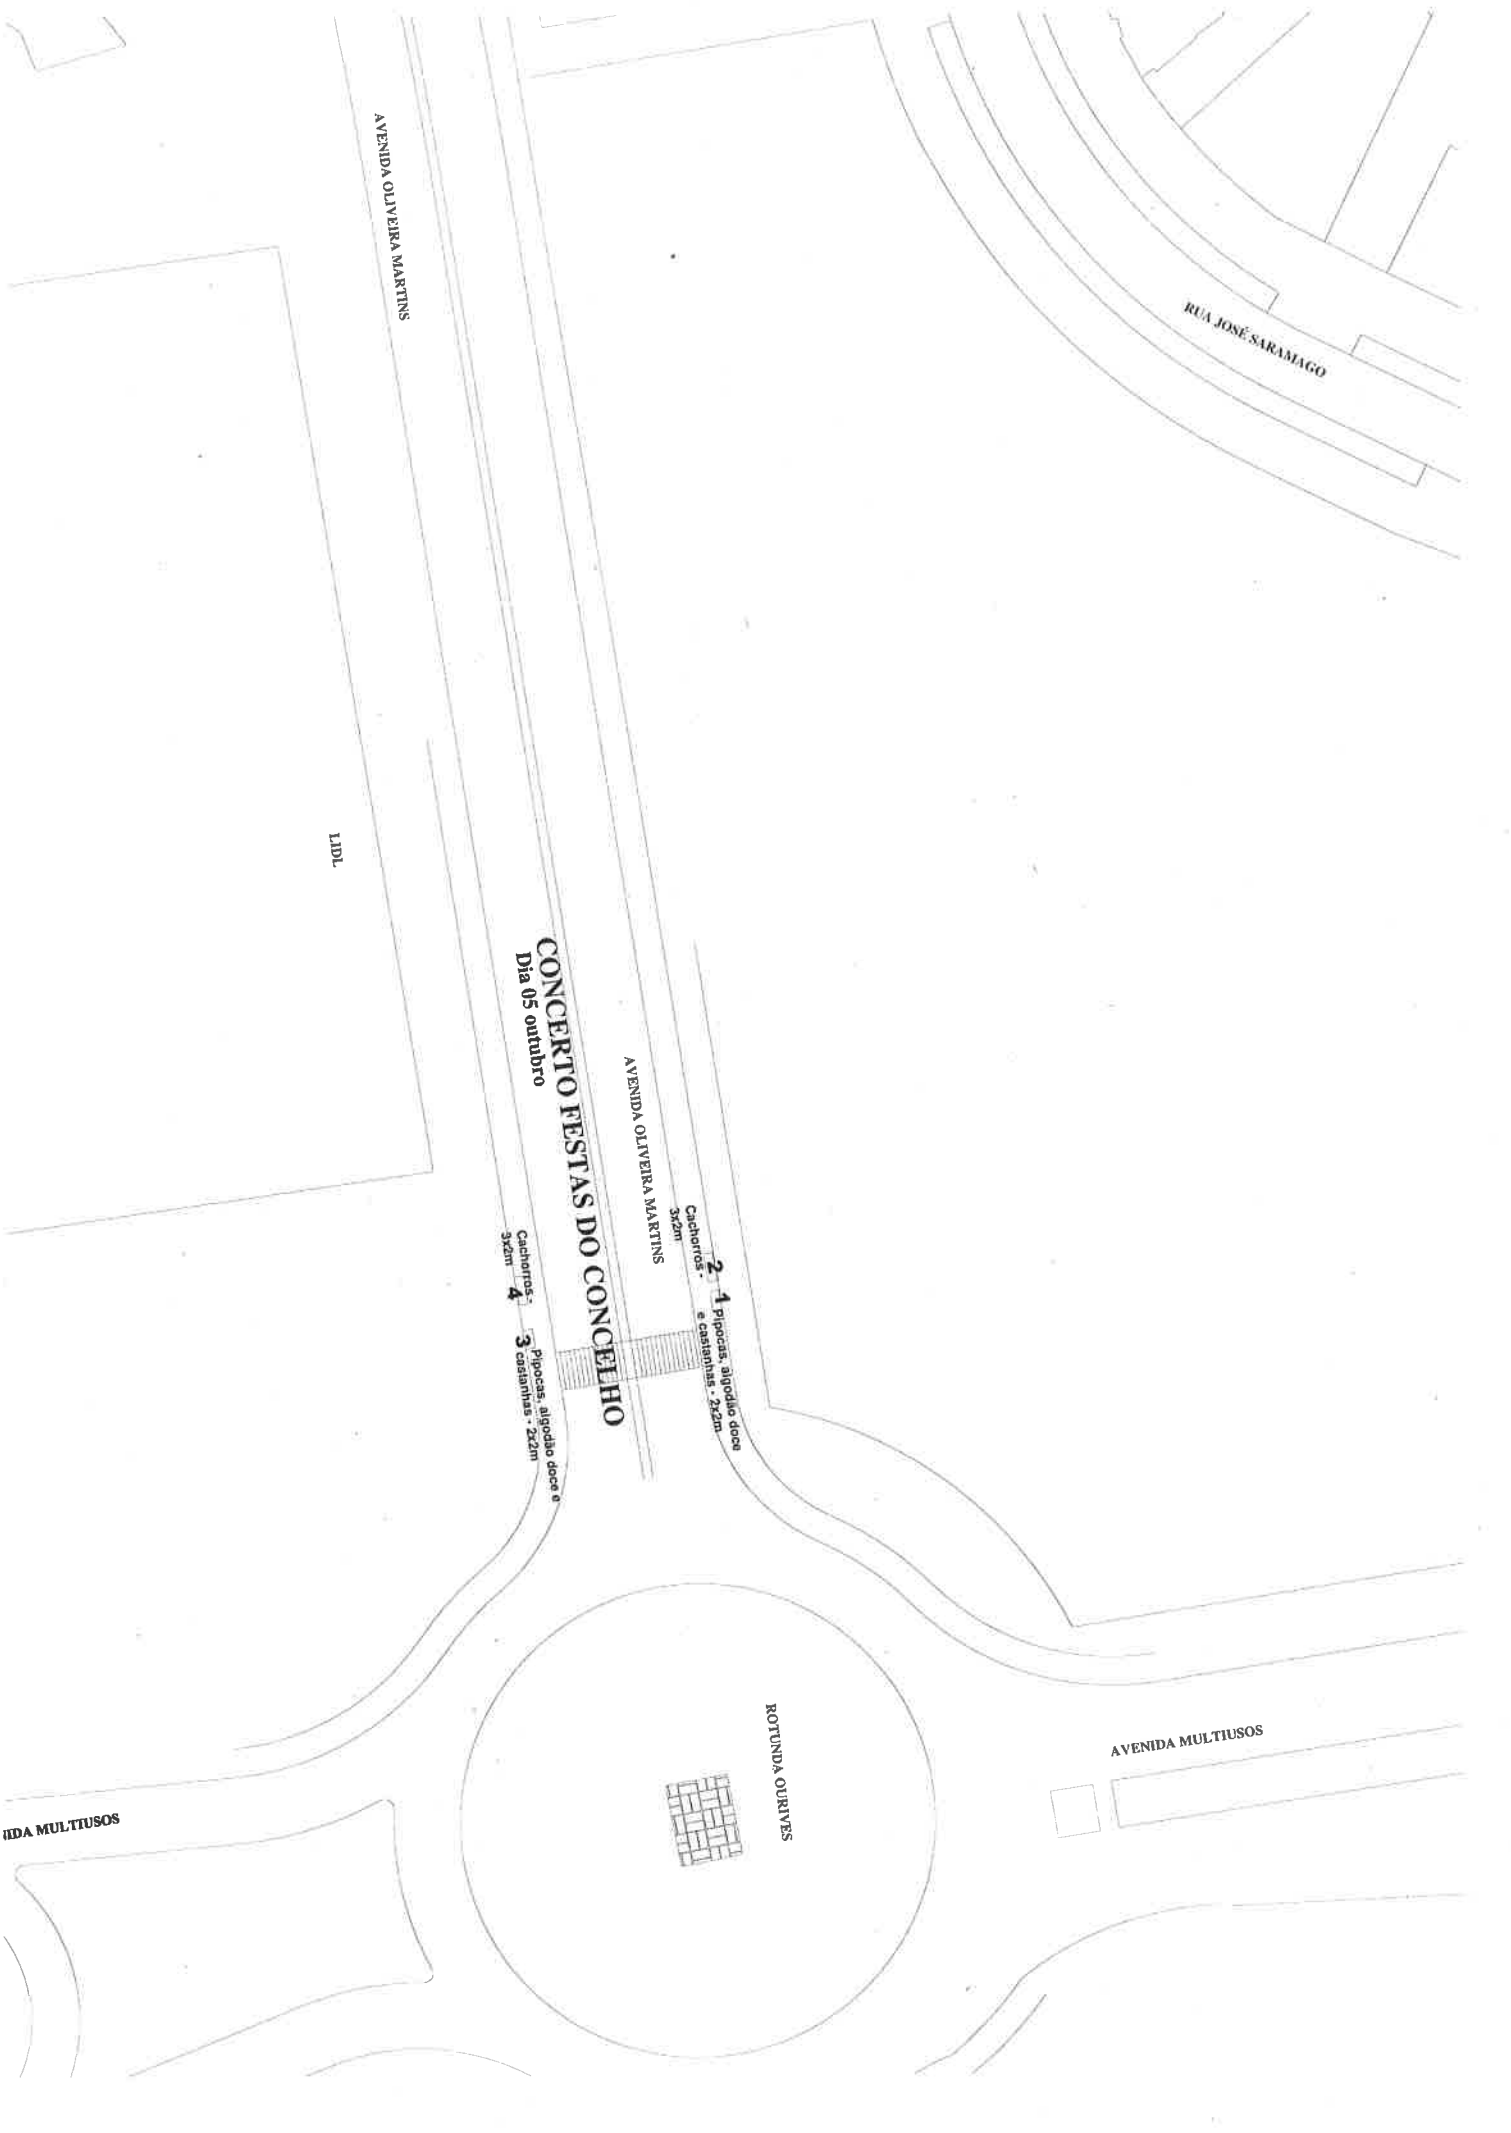 AVENIDA OLIVEIRA MARTINS
RUA JOSÉ SARAMAGO
LIDL
CONCERTO FESTAS DO CONCELHO
Dia 05 outubro
AVENIDA OLIVEIRA MARTINS
Cachorros -
3x2m
2
1 Pipocas, algodão doce
e castanhas - 2x2m
Cachorros -
3x2m
4
Pipocas, algodão doce e
3 castanhas - 2x2m
ROTUNDA OURIVES
AVENIDA MULTIUSOS
IDA MULTIUSOS